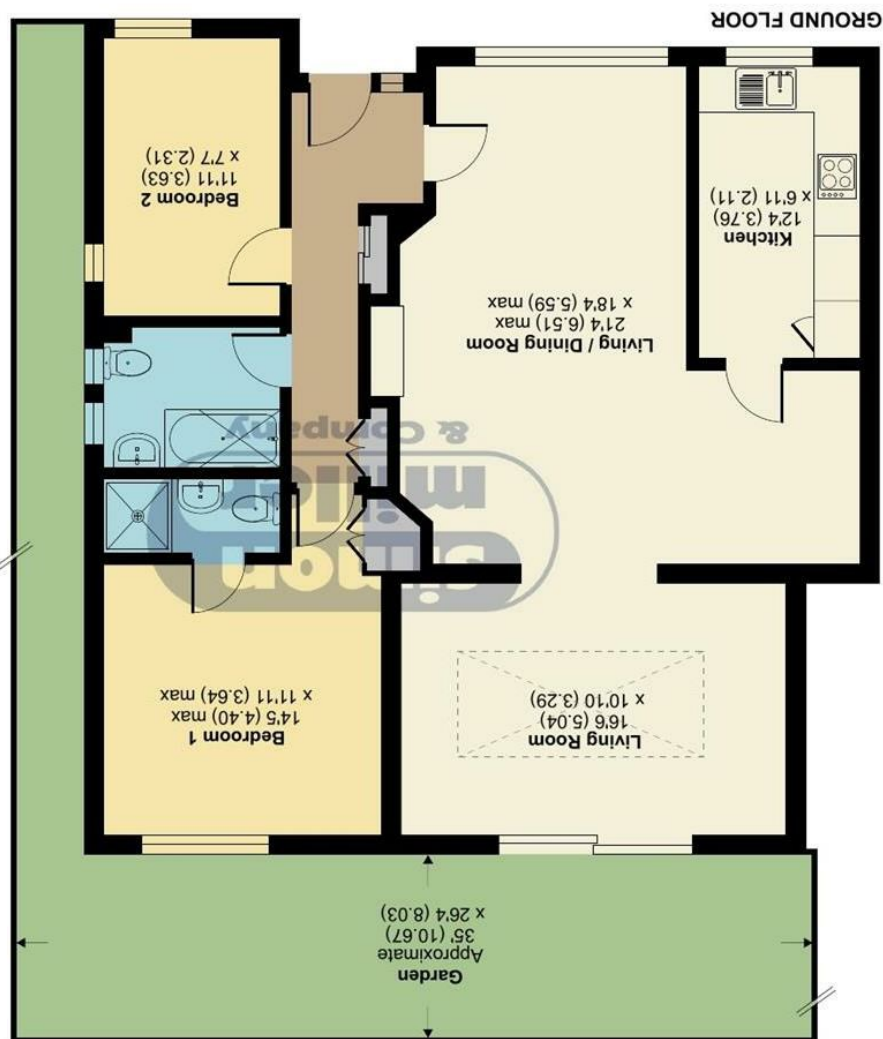 GROUND FLOOR
Kitchen
12'4 (3.76)
x 6'11 (2.11)
Bedroom 2
11'11 (3.63)
x 7'7 (2.31)
Living / Dining Room
21'4 (6.51) max
x 18'4 (5.59) max
simon
miller
& Company
Living Room
16'6 (5.04)
x 10'10 (3.29)
Bedroom 1
14'5 (4.40) max
x 11'11 (3.64) max
Garden
Approximate
35' (10.67)
x 26'4 (8.03)